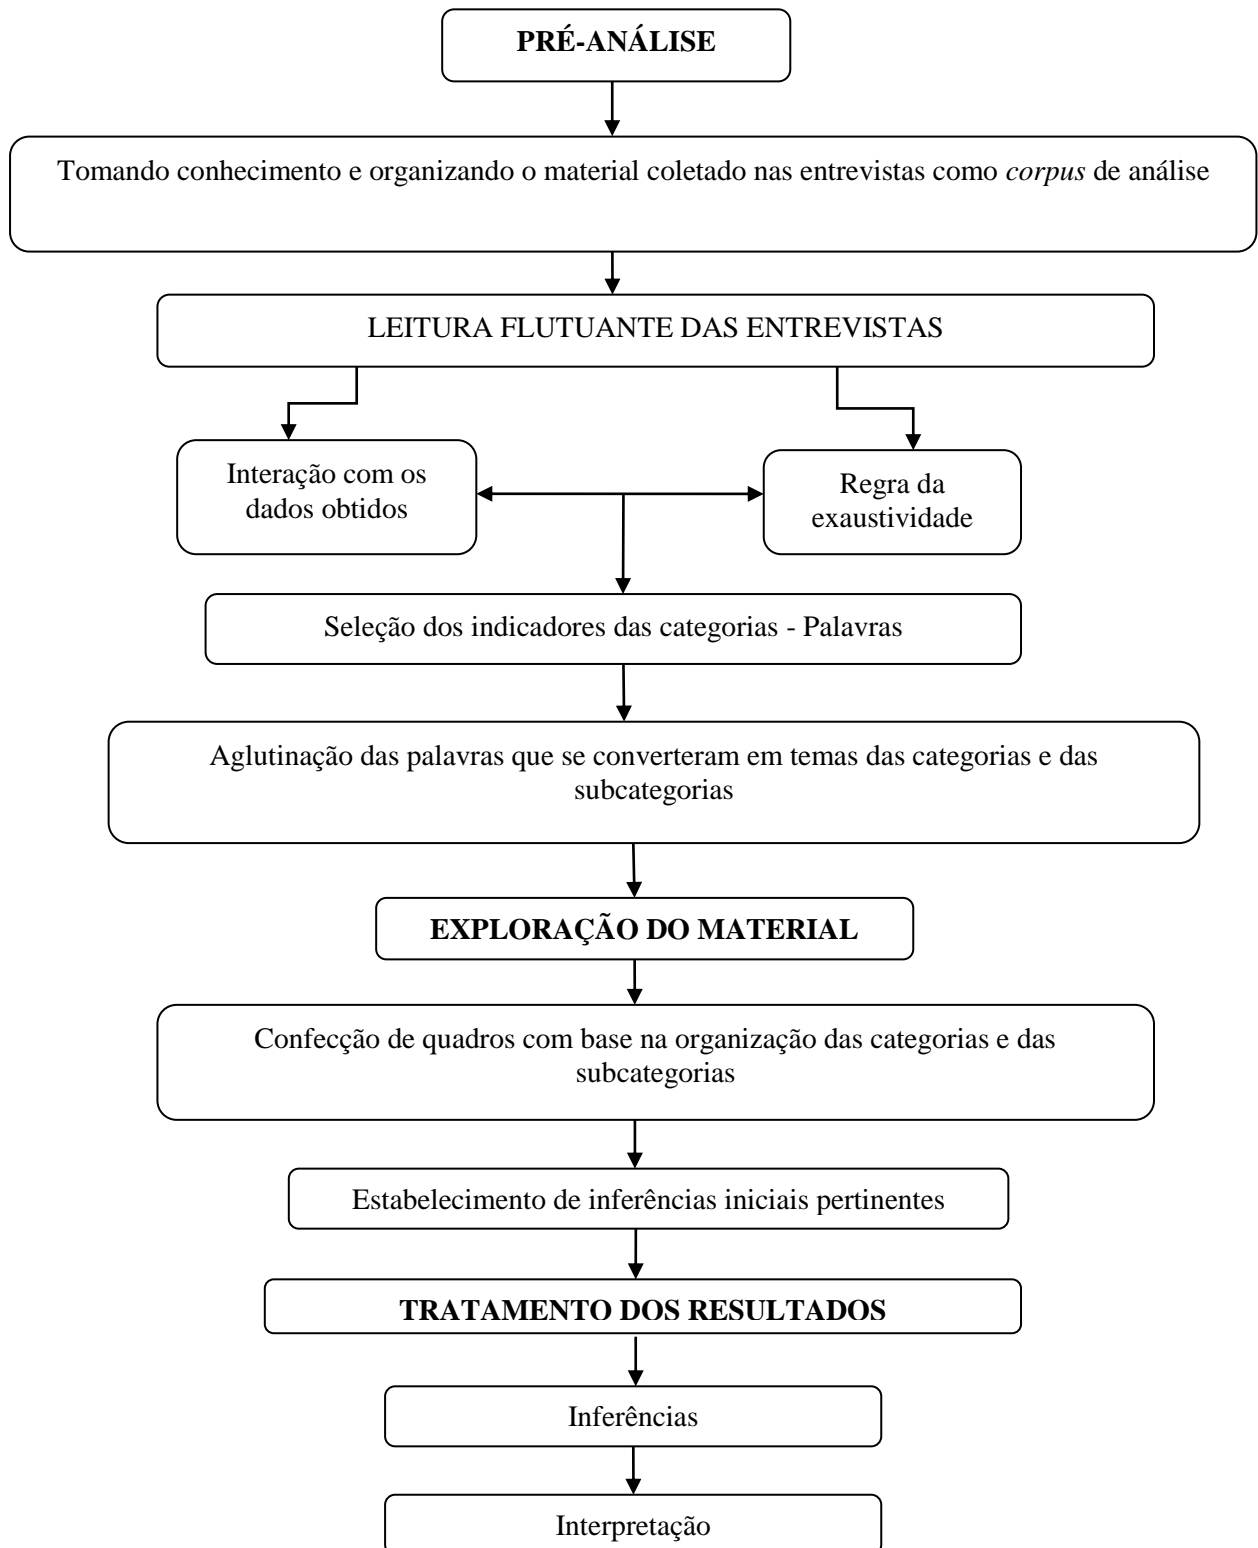 PRÉ-ANÁLISE
Tomando conhecimento e organizando o material coletado nas entrevistas como corpus de análise
LEITURA FLUTUANTE DAS ENTREVISTAS
Interação com os
dados obtidos
Regra da
exaustividade
Seleção dos indicadores das categorias - Palavras
Aglutinação das palavras que se converteram em temas das categorias e das
subcategorias
EXPLORAÇÃO DO MATERIAL
Confecção de quadros com base na organização das categorias e das
subcategorias
Estabelecimento de inferências iniciais pertinentes
TRATAMENTO DOS RESULTADOS
Inferências
Interpretação